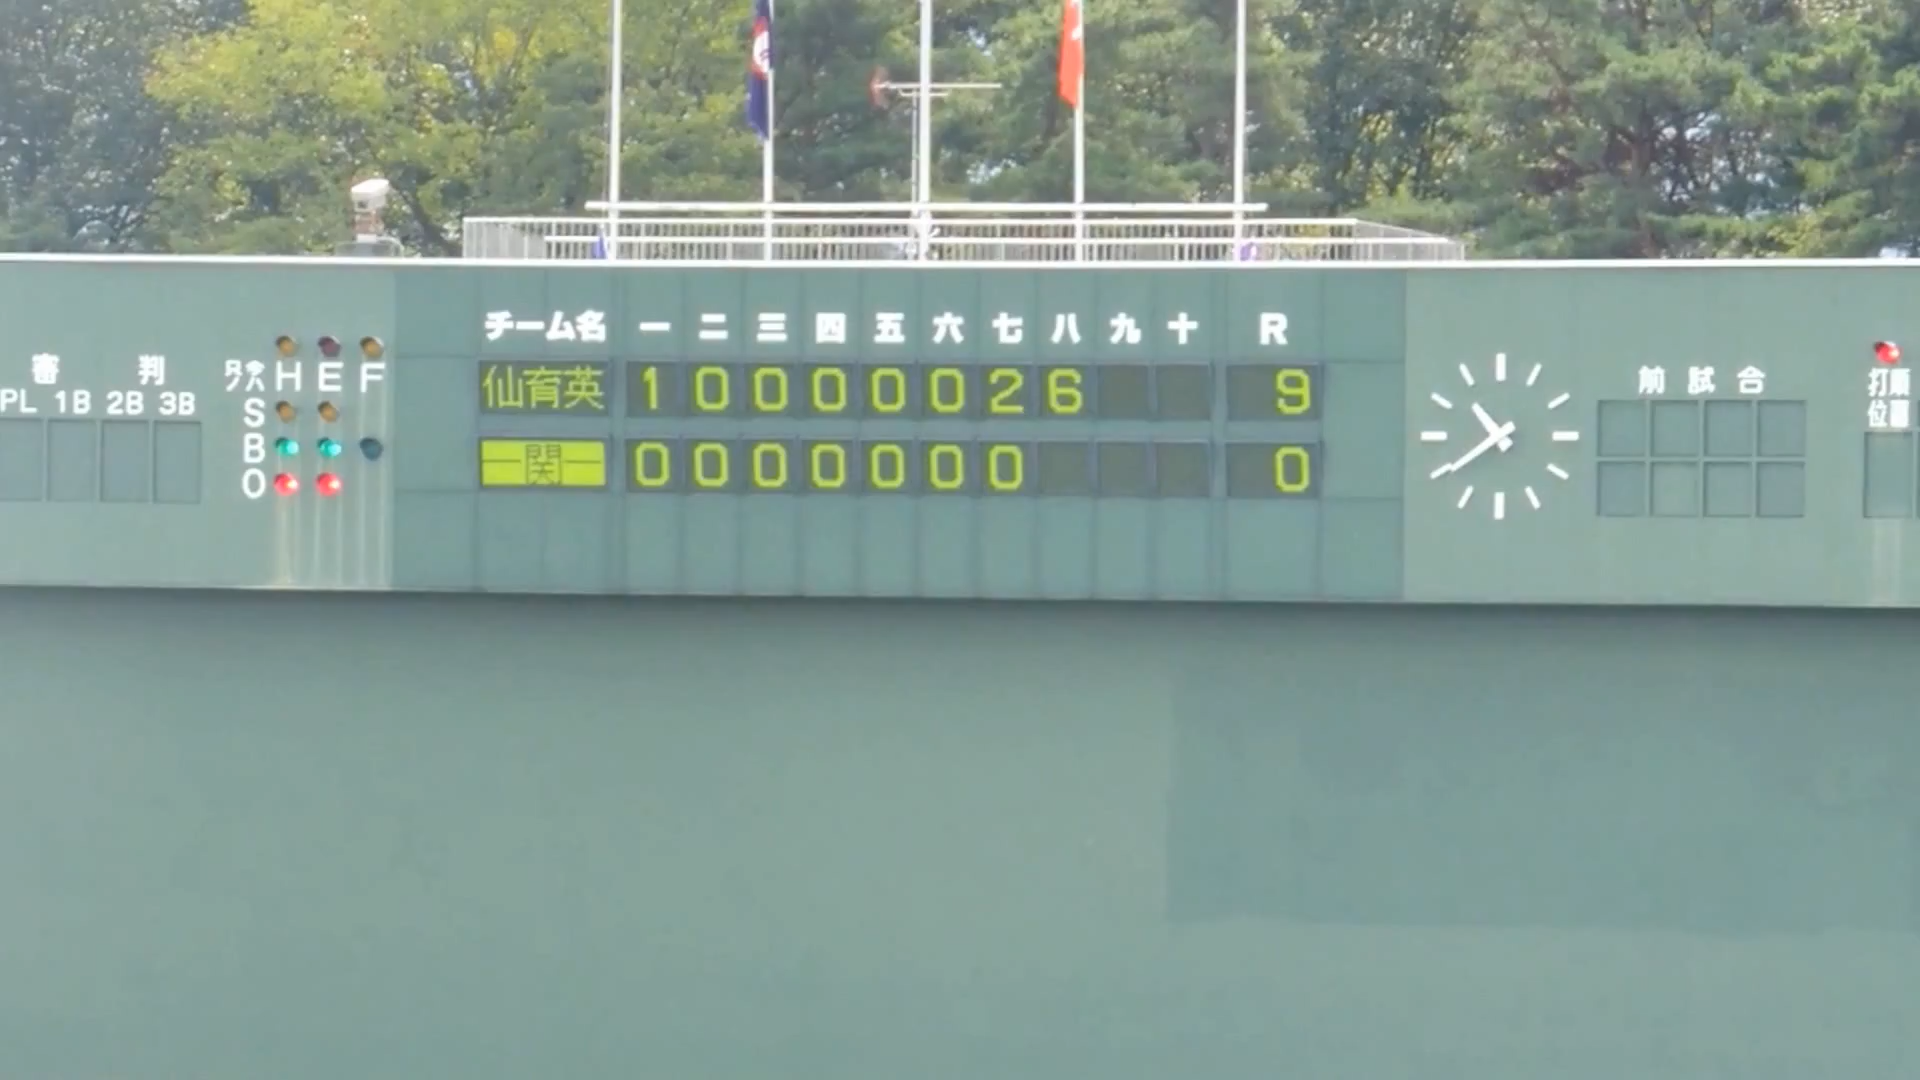 チーム名 一 二 三 四 五 六 七 八 九 十 R
仙育英 1 0 0 0 0 0 2 6 9
一関一 0 0 0 0 0 0 0 0
審 判
PL 1B 2B 3B
H E F
S
B
O
前 試 合
打順
位置